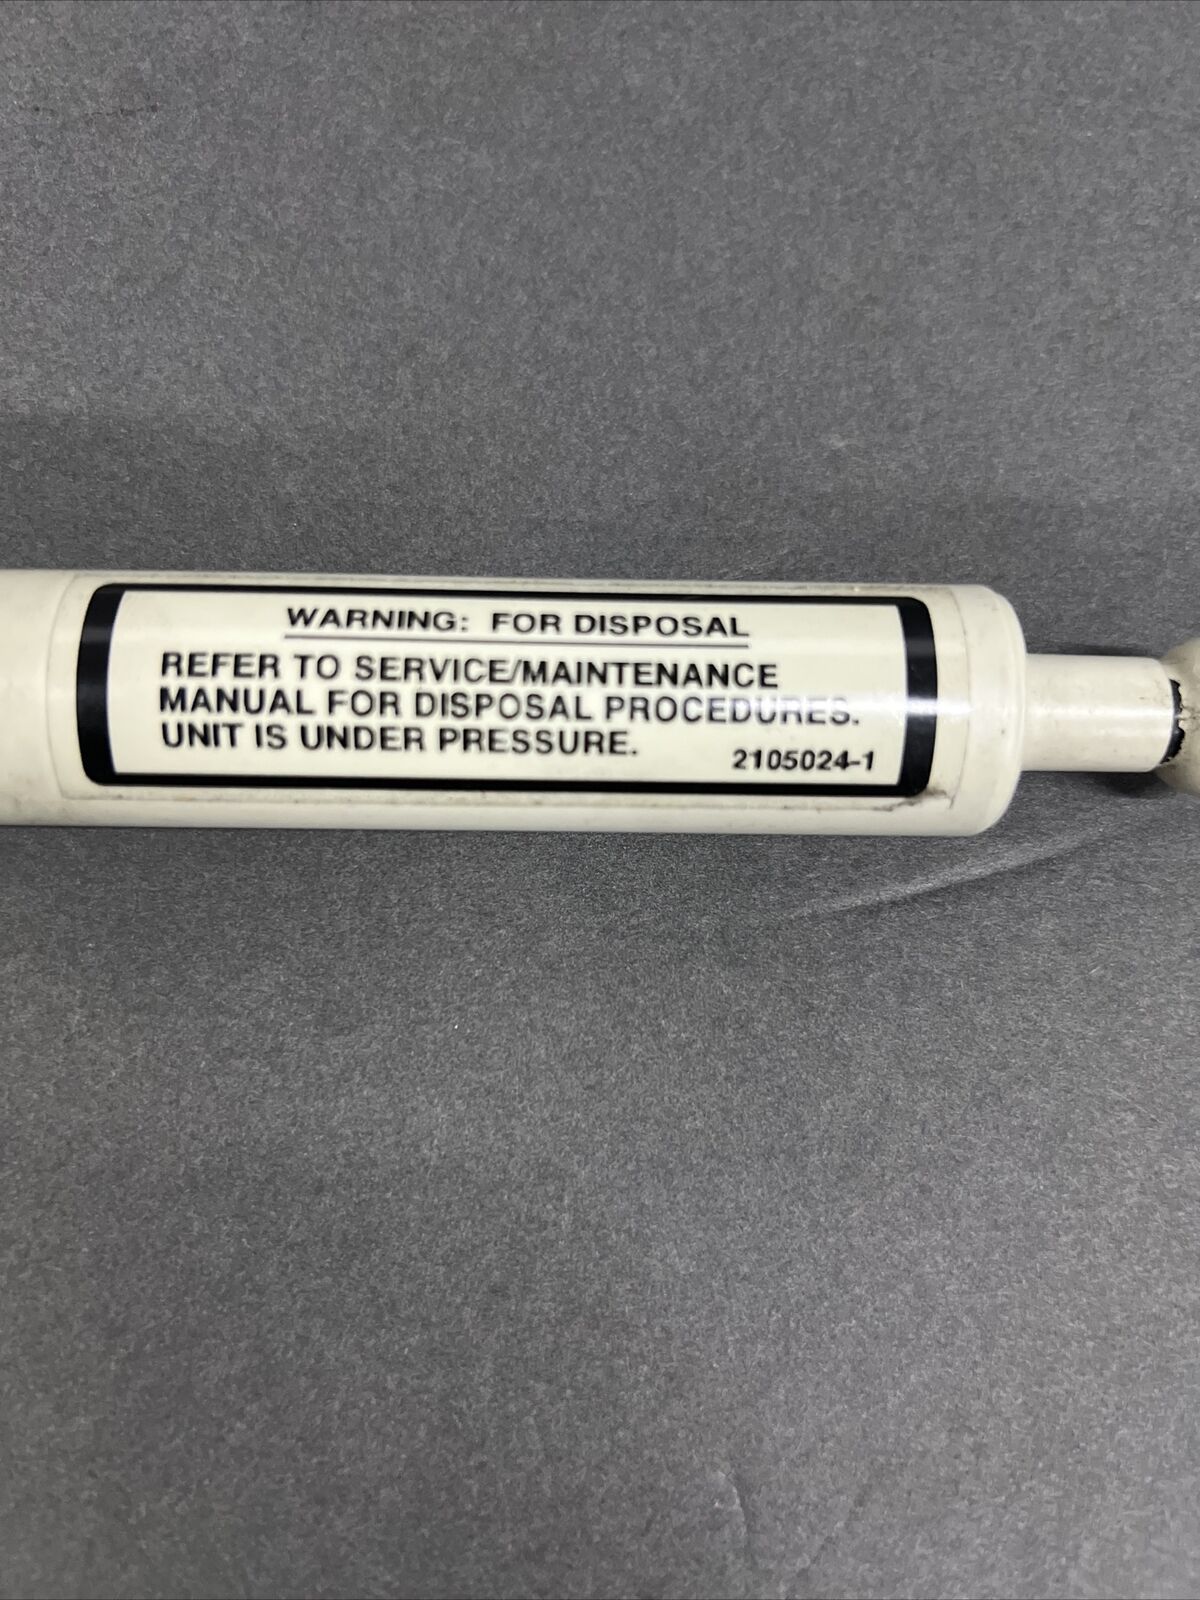 WARNING: FOR DISPOSAL
REFER TO SERVICE/MAINTENANCE
MANUAL FOR DISPOSAL PROCEDURES.
UNIT IS UNDER PRESSURE.
2105024-1